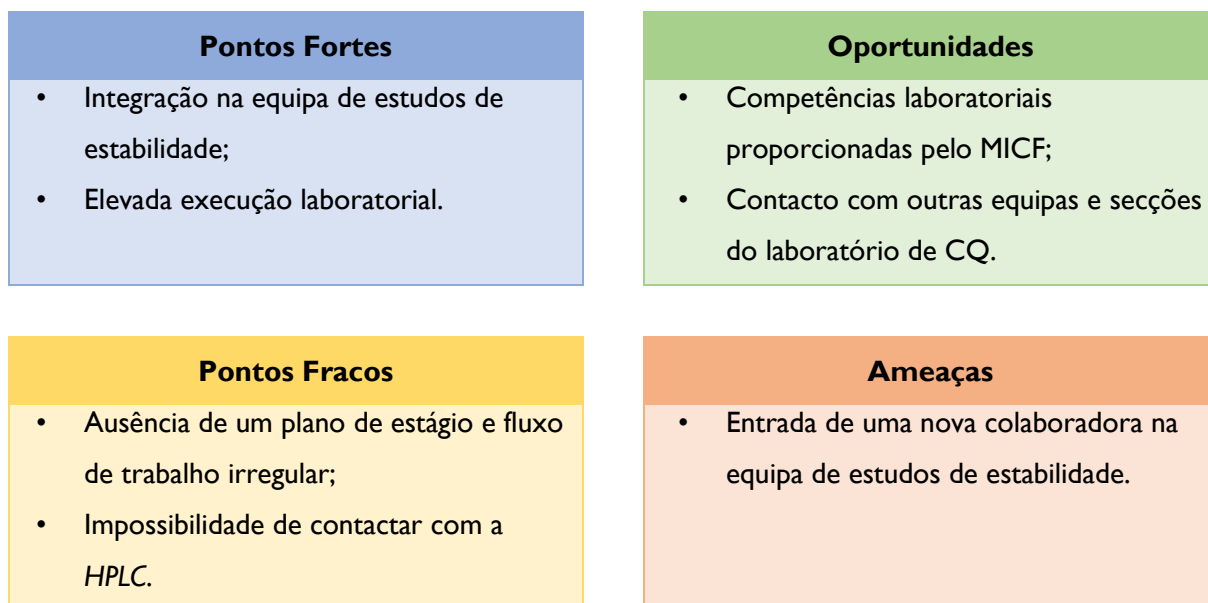 Pontos Fortes
• Integração na equipa de estudos de
estabilidade;
• Elevada execução laboratorial.
Oportunidades
• Competências laboratoriais
proporcionadas pelo MICF;
• Contacto com outras equipas e secções
do laboratório de CQ.
Pontos Fracos
• Ausência de um plano de estágio e fluxo
de trabalho irregular;
• Impossibilidade de contactar com a
HPLC.
Ameaças
• Entrada de uma nova colaboradora na
equipa de estudos de estabilidade.